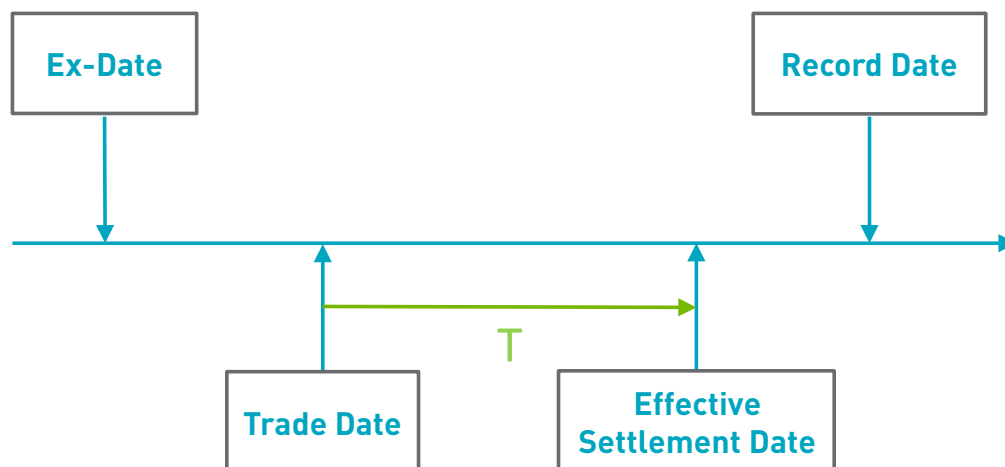 Ex-Date
Record Date
T
Trade Date
Effective
Settlement Date